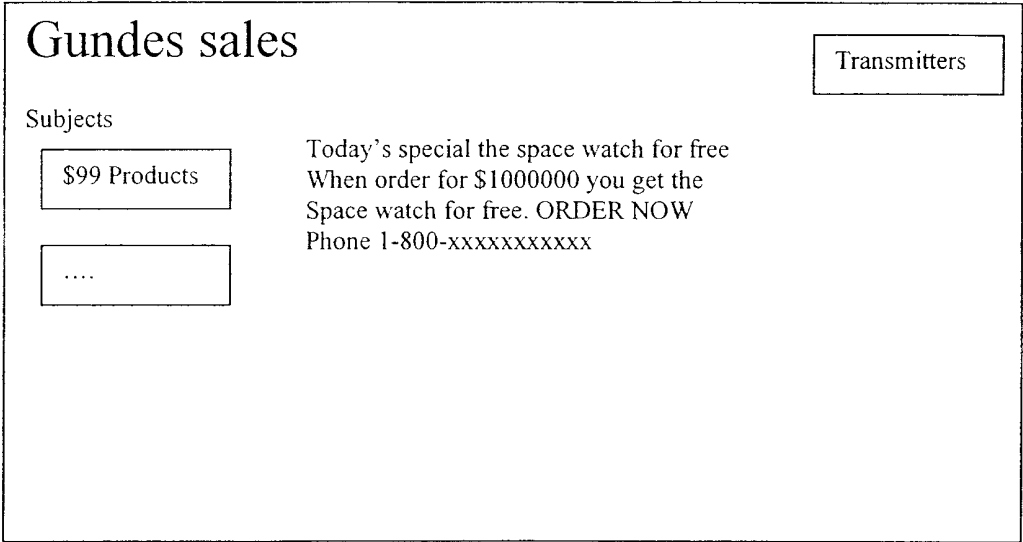 Gundes sales
Transmitters
Subjects
$99 Products
....
Today's special the space watch for free
When order for $1000000 you get the
Space watch for free. ORDER NOW
Phone 1-800-xxxxxxxxxxx